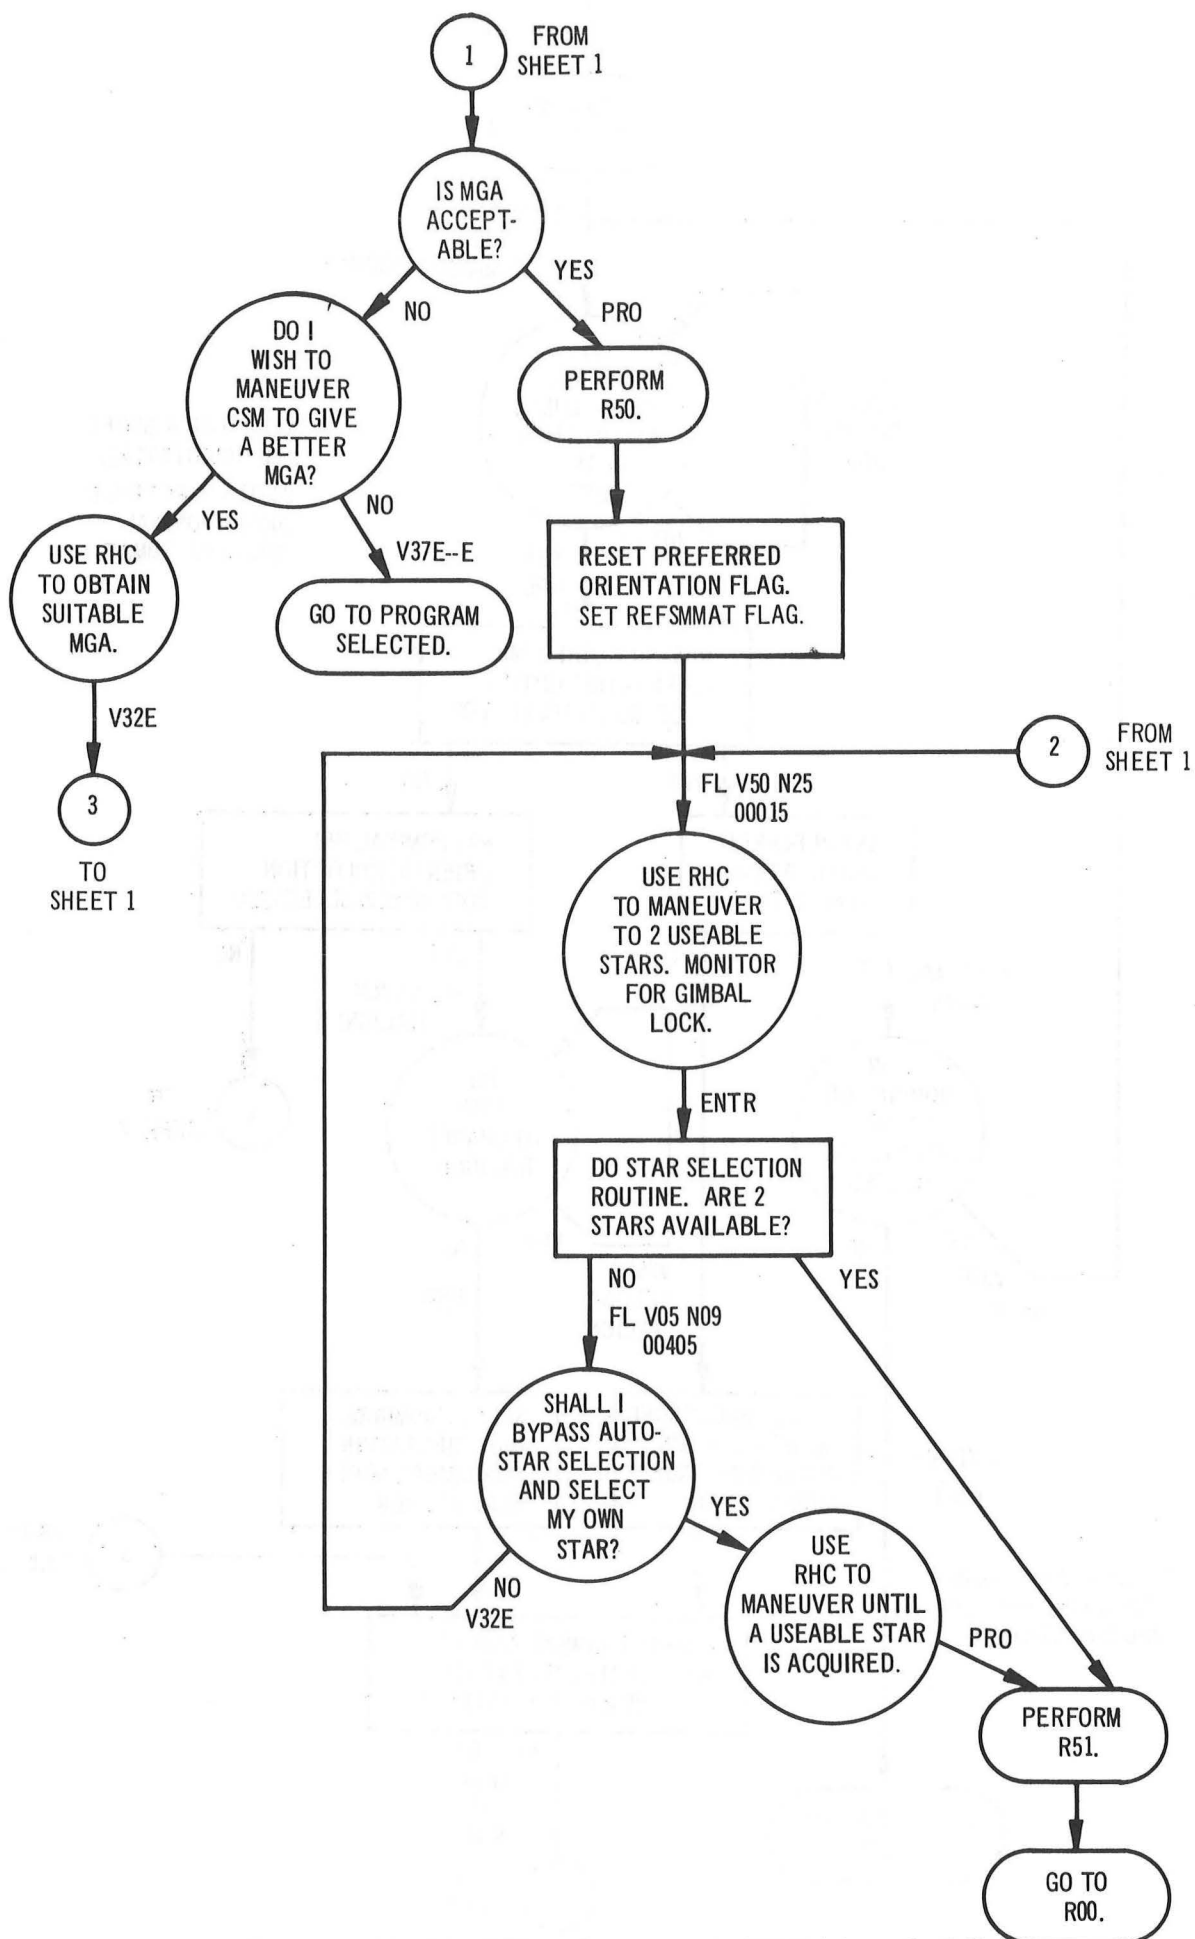 1
FROM
SHEET 1
IS MGA
ACCEPT-
ABLE?
YES
PRO
NO
DO I
WISH TO
MANEUVER
CSM TO GIVE
A BETTER
MGA?
PERFORM
R50.
YES
NO
V37E--E
USE RHC
TO OBTAIN
SUITABLE
MGA.
GO TO PROGRAM
SELECTED.
RESET PREFERRED
ORIENTATION FLAG.
SET REFSMMAT FLAG.
V32E
3
TO
SHEET 1
2
FROM
SHEET 1
FL V50 N25
00015
USE RHC
TO MANEUVER
TO 2 USEABLE
STARS. MONITOR
FOR GIMBAL
LOCK.
ENTR
DO STAR SELECTION
ROUTINE. ARE 2
STARS AVAILABLE?
NO
YES
FL V05 N09
00405
SHALL I
BYPASS AUTO-
STAR SELECTION
AND SELECT
MY OWN
STAR?
YES
NO
V32E
USE
RHC TO
MANEUVER UNTIL
A USEABLE STAR
IS ACQUIRED.
PRO
PERFORM
R51.
GO TO
R00.